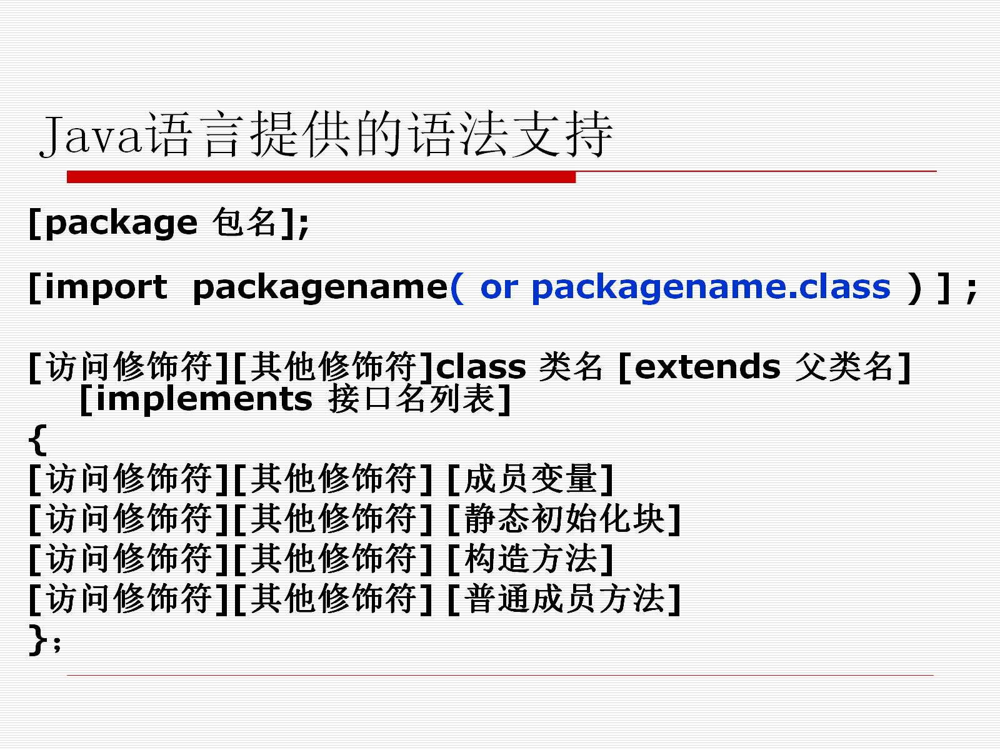 Java语言提供的语法支持
[package 包名];
[import  packagename( or packagename.class ) ] ;
[访问修饰符][其他修饰符]class 类名 [extends 父类名]
[implements 接口名列表]
{
[访问修饰符][其他修饰符] [成员变量]
[访问修饰符][其他修饰符] [静态初始化块]
[访问修饰符][其他修饰符] [构造方法]
[访问修饰符][其他修饰符] [普通成员方法]
}；